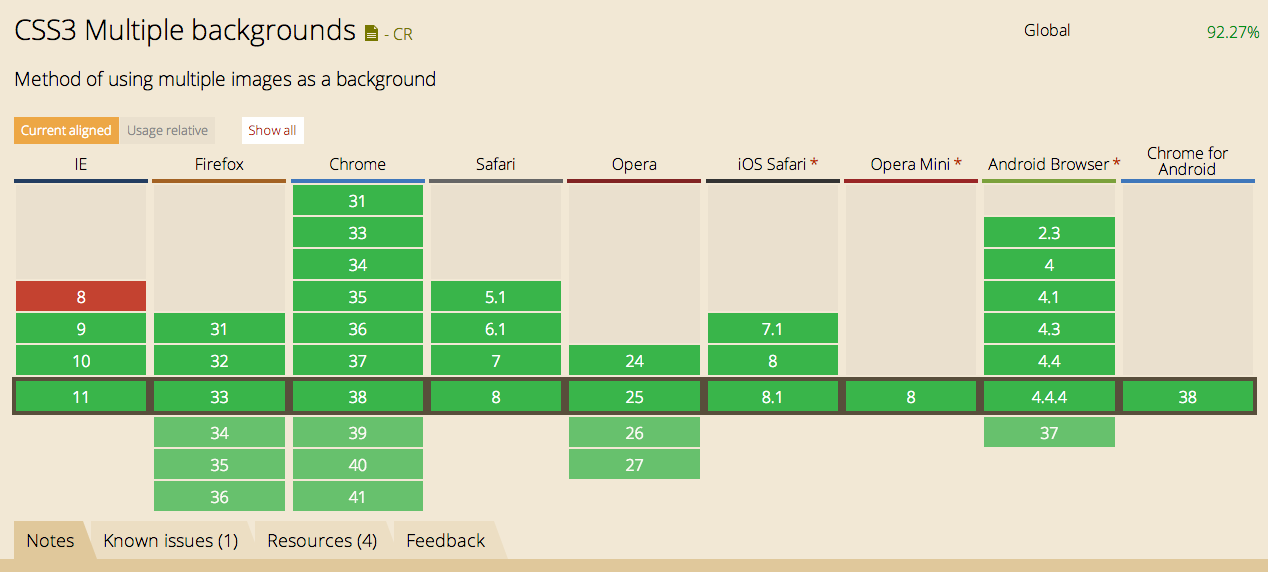 CSS3 Multiple backgrounds - CR Global 92.27%
Method of using multiple images as a background
Current aligned Usage relative Show all
IE Firefox Chrome Safari Opera iOS Safari * Opera Mini * Android Browser * Chrome for Android
31
33 2.3
34 4
8 35 5.1 4.1
9 31 36 6.1 7.1 4.3
10 32 37 7 24 8 4.4
11 33 38 8 25 8.1 8 4.4.4 38
34 39 26 37
35 40 27
36 41
Notes Known issues (1) Resources (4) Feedback